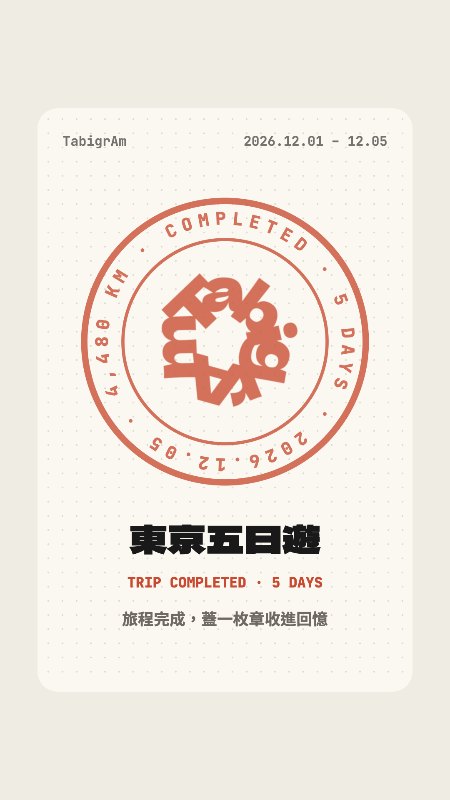 TabigrAm
2026.12.01 – 12.05
COMPLETED · 5 DAYS · 2026.12.05 · 4,480 KM ·
TabigrAm
東京五日遊
TRIP COMPLETED · 5 DAYS
旅程完成，蓋一枚章收進回憶